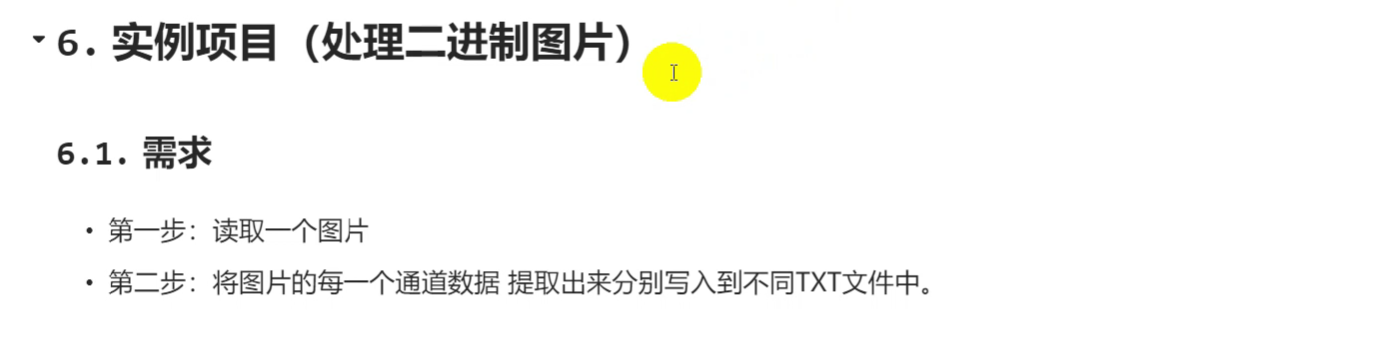 6. 实例项目（处理二进制图片）
6.1. 需求
• 第一步：读取一个图片
• 第二步：将图片的每一个通道数据 提取出来分别写入到不同TXT文件中。